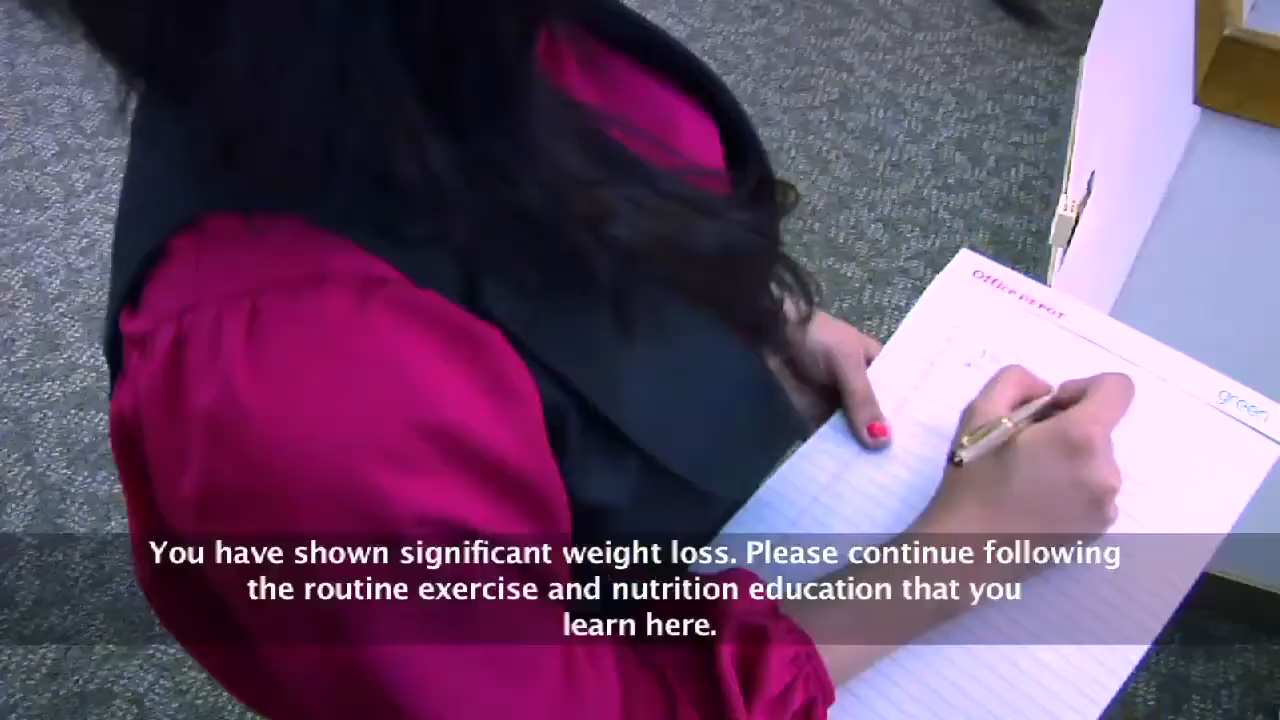 Office DEPOT
green
You have shown significant weight loss. Please continue following
the routine exercise and nutrition education that you
learn here.